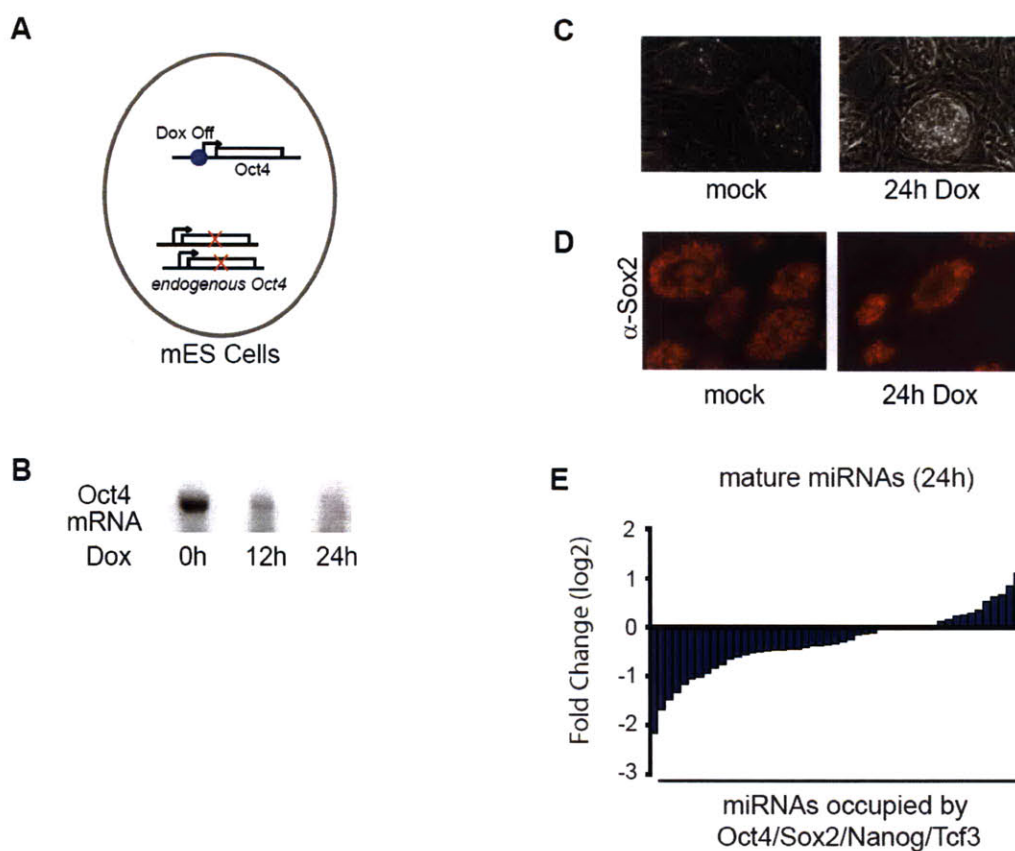 A
Dox Off
Oct4
endogenous Oct4
mES Cells
B
Oct4
mRNA
Dox 0h 12h 24h
C
mock 24h Dox
D
α-Sox2
mock 24h Dox
E
mature miRNAs (24h)
Fold Change (log2)
2
1
0
-1
-2
-3
miRNAs occupied by
Oct4/Sox2/Nanog/Tcf3